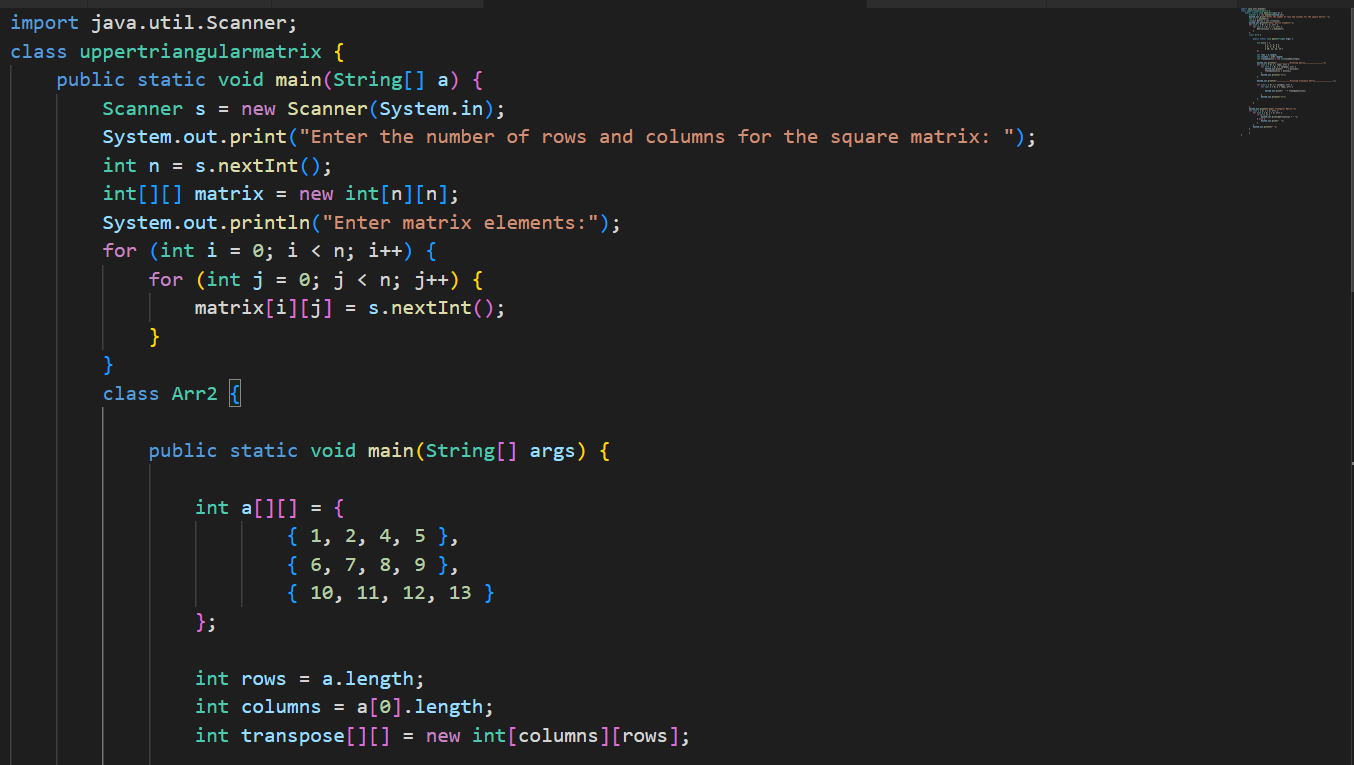 import java.util.Scanner;
class uppertriangularmatrix {
    public static void main(String[] a) {
        Scanner s = new Scanner(System.in);
        System.out.print("Enter the number of rows and columns for the square matrix: ");
        int n = s.nextInt();
        int[][] matrix = new int[n][n];
        System.out.println("Enter matrix elements:");
        for (int i = 0; i < n; i++) {
            for (int j = 0; j < n; j++) {
                matrix[i][j] = s.nextInt();
            }
        }
        class Arr2 {
            public static void main(String[] args) {
                int a[][] = {
                        { 1, 2, 4, 5 },
                        { 6, 7, 8, 9 },
                        { 10, 11, 12, 13 }
                };
                int rows = a.length;
                int columns = a[0].length;
                int transpose[][] = new int[columns][rows];